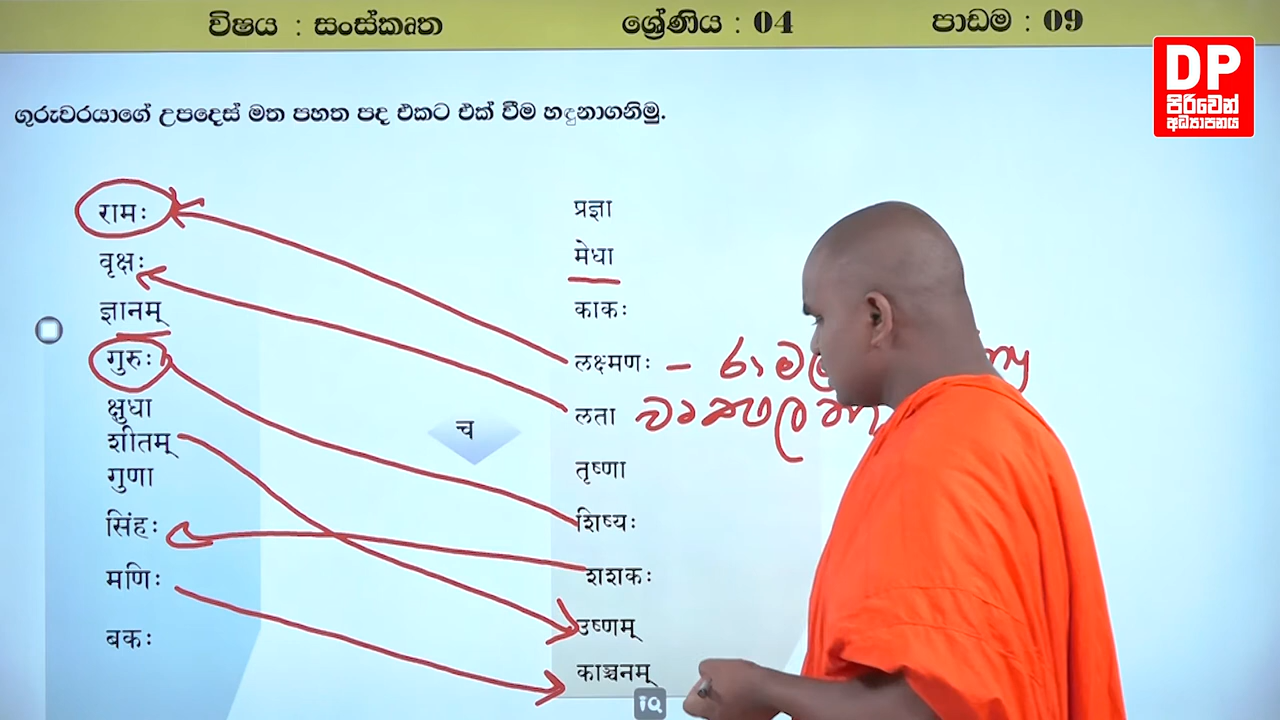 විෂය : සංස්කෘත ශ්‍රේණිය : 04 පාඩම : 09
DP
පිරිවෙන්
අධ්‍යාපනය
ගුරුවරයාගේ උපදෙස් මත පහත පද එකට එක් වීම හඳුනාගනිමු.
रामः
वृक्षः
ज्ञानम्
गुरुः
क्षुधा
शीतम्
गुणा
सिंहः
मणिः
बकः
च
प्रज्ञा
मेधा
काकः
लक्ष्मणः –
लता
तृष्णा
शिष्यः
शशकः
उष्णम्
काञ्चनम्
iQ